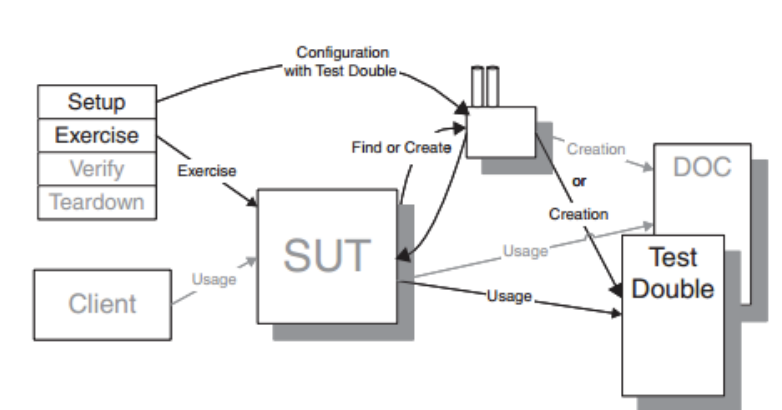 Configuration
with Test Double
Setup
Exercise
Verify
Teardown
Exercise
Find or Create
Creation
or
Creation
DOC
SUT
Usage
Client
Usage
Usage
Test
Double